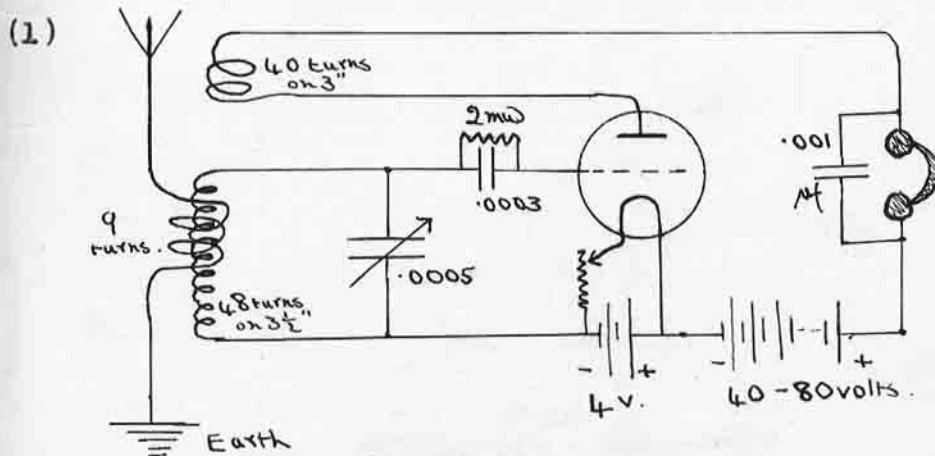 (1)
40 turns
on 3"
2mω
.0003
.001
μf
9
turns.
.0005
48 turns
on 3½"
- +
4 v.
- +
40-80 volts.
Earth